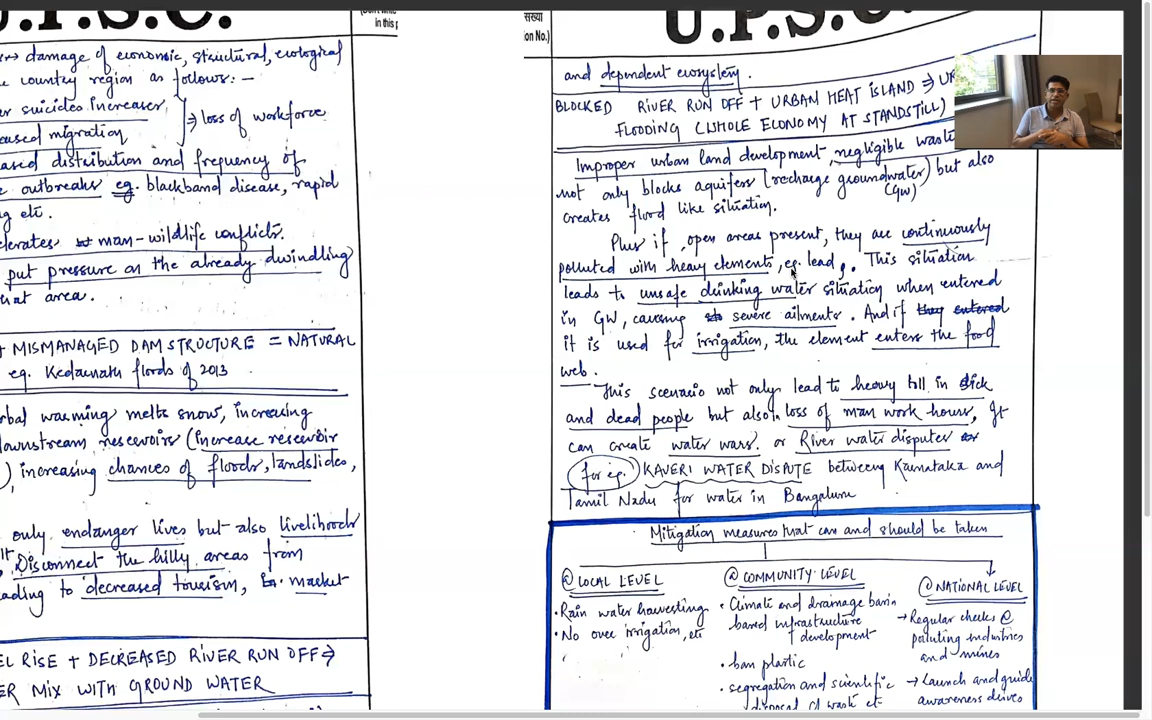 U.P.S.C.
in this
damage of economic, structural, ecological
country region as follows: —
suicides increases
migration
⇒ loss of workforce
distribution and frequency of
outbreaks eg. blackband disease, rapid
etc.
man-wildlife conflicts.
put pressure on the already dwindling
that area.
+ MISMANAGED DAM STRUCTURE = NATURAL
eg. Kedarnath floods of 2013
warming melts snow, increasing
downstream reservoirs (increase reservoir
), increasing chances of floods, landslides,
only endanger lives but also livelihoods
Disconnect the hilly areas from
to decreased tourism, market
RISE + DECREASED RIVER RUN OFF ⇒
MIX WITH GROUND WATER
संख्या
on No.)
U.P.S.C
and dependent ecosystem.
BLOCKED RIVER RUN OFF + URBAN HEAT ISLAND ⇒ UR
FLOODING (WHOLE ECONOMY AT STANDSTILL)
Improper urban land development, negligible waste
not only blocks aquifers (recharge groundwater) but also
(GW)
creates flood like situation.
Plus if, open areas present, they are continuously
polluted with heavy elements, eg. lead,. This situation
leads to unsafe drinking water situation when entered
in GW, causing severe ailments. And if they entered
it is used for irrigation, the element enters the food
web.
This scenario not only lead to heavy toll in sick
and dead people but also loss of man work hours, It
can create water wars. or River water disputes
for eg. KAVERI WATER DISPUTE between Karnataka and
Tamil Nadu for water in Bangalure
Mitigation measures that can and should be taken
@ LOCAL LEVEL
• Rain water harvesting
• No over irrigation, etc
@ COMMUNITY LEVEL
• Climate and drainage basin
based infrastructure
development
• ban plastic
• segregation and scientific
disposal of waste etc
@ NATIONAL LEVEL
→ Regular checks @
polluting industries
and mines
→ Launch and guide
awareness drives